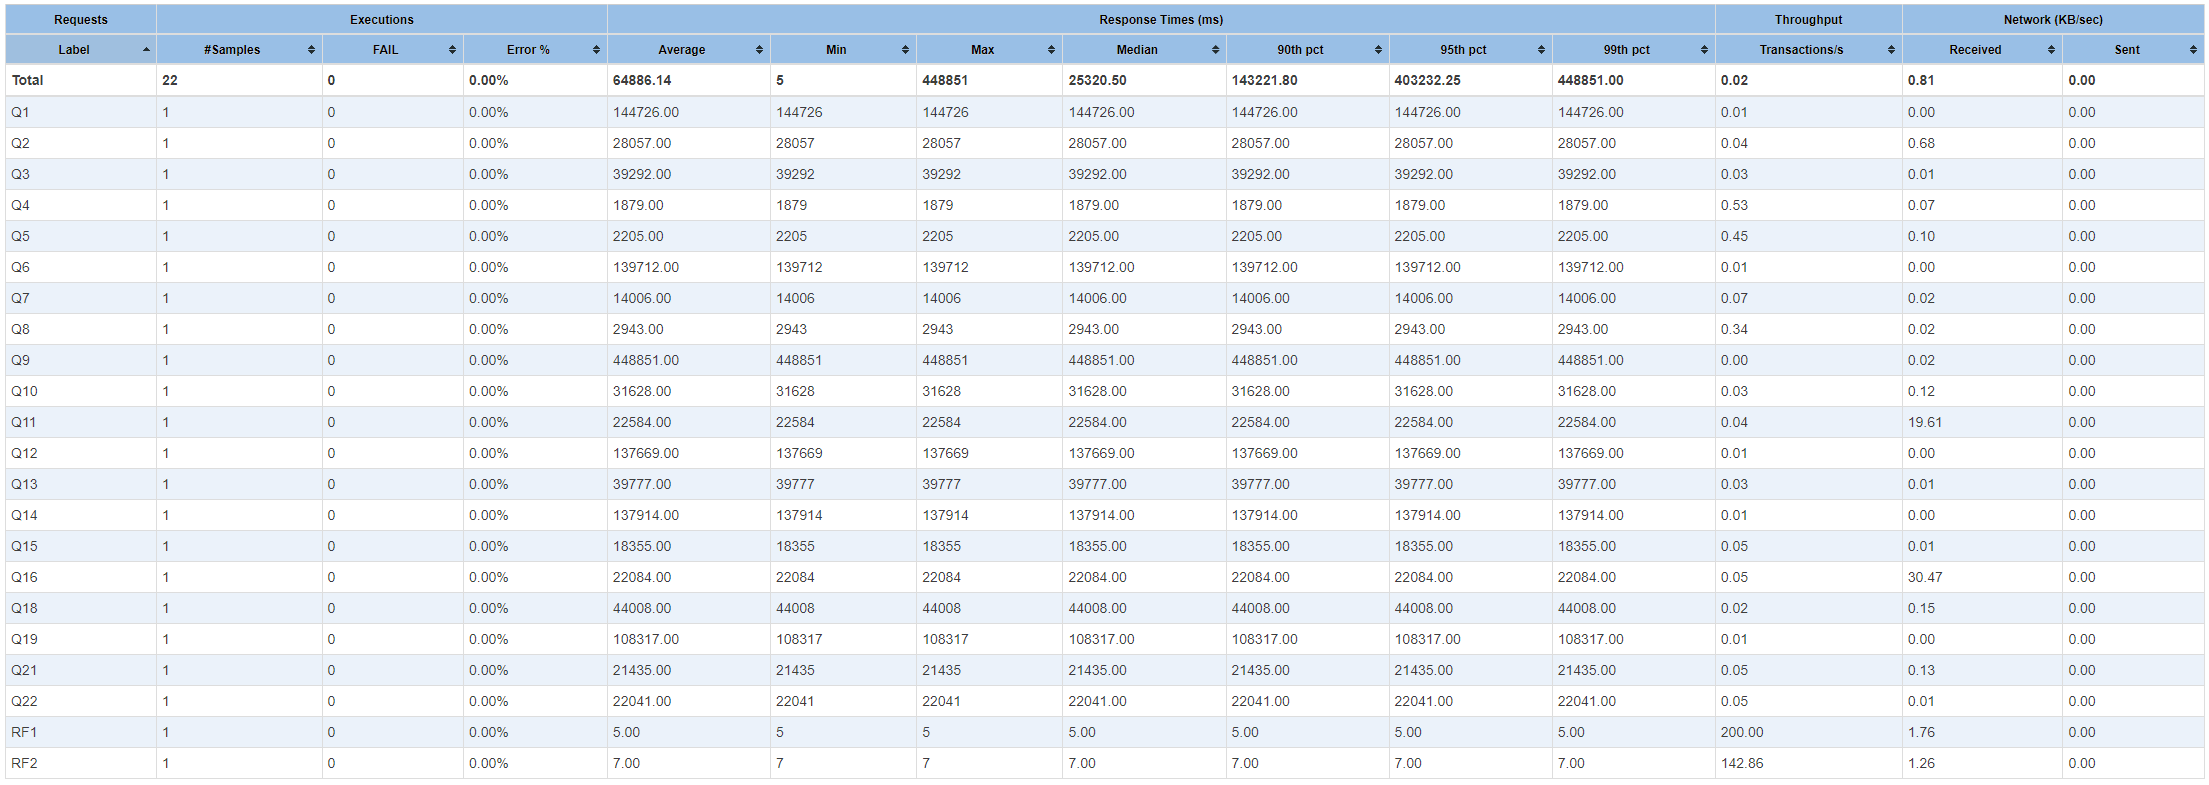 Requests Executions Response Times (ms) Throughput Network (KB/sec)
Label #Samples FAIL Error % Average Min Max Median 90th pct 95th pct 99th pct Transactions/s Received Sent
Total 22 0 0.00% 64886.14 5 448851 25320.50 143221.80 403232.25 448851.00 0.02 0.81 0.00
Q1 1 0 0.00% 144726.00 144726 144726 144726.00 144726.00 144726.00 144726.00 0.01 0.00 0.00
Q2 1 0 0.00% 28057.00 28057 28057 28057.00 28057.00 28057.00 28057.00 0.04 0.68 0.00
Q3 1 0 0.00% 39292.00 39292 39292 39292.00 39292.00 39292.00 39292.00 0.03 0.01 0.00
Q4 1 0 0.00% 1879.00 1879 1879 1879.00 1879.00 1879.00 1879.00 0.53 0.07 0.00
Q5 1 0 0.00% 2205.00 2205 2205 2205.00 2205.00 2205.00 2205.00 0.45 0.10 0.00
Q6 1 0 0.00% 139712.00 139712 139712 139712.00 139712.00 139712.00 139712.00 0.01 0.00 0.00
Q7 1 0 0.00% 14006.00 14006 14006 14006.00 14006.00 14006.00 14006.00 0.07 0.02 0.00
Q8 1 0 0.00% 2943.00 2943 2943 2943.00 2943.00 2943.00 2943.00 0.34 0.02 0.00
Q9 1 0 0.00% 448851.00 448851 448851 448851.00 448851.00 448851.00 448851.00 0.00 0.02 0.00
Q10 1 0 0.00% 31628.00 31628 31628 31628.00 31628.00 31628.00 31628.00 0.03 0.12 0.00
Q11 1 0 0.00% 22584.00 22584 22584 22584.00 22584.00 22584.00 22584.00 0.04 19.61 0.00
Q12 1 0 0.00% 137669.00 137669 137669 137669.00 137669.00 137669.00 137669.00 0.01 0.00 0.00
Q13 1 0 0.00% 39777.00 39777 39777 39777.00 39777.00 39777.00 39777.00 0.03 0.01 0.00
Q14 1 0 0.00% 137914.00 137914 137914 137914.00 137914.00 137914.00 137914.00 0.01 0.00 0.00
Q15 1 0 0.00% 18355.00 18355 18355 18355.00 18355.00 18355.00 18355.00 0.05 0.01 0.00
Q16 1 0 0.00% 22084.00 22084 22084 22084.00 22084.00 22084.00 22084.00 0.05 30.47 0.00
Q18 1 0 0.00% 44008.00 44008 44008 44008.00 44008.00 44008.00 44008.00 0.02 0.15 0.00
Q19 1 0 0.00% 108317.00 108317 108317 108317.00 108317.00 108317.00 108317.00 0.01 0.00 0.00
Q21 1 0 0.00% 21435.00 21435 21435 21435.00 21435.00 21435.00 21435.00 0.05 0.13 0.00
Q22 1 0 0.00% 22041.00 22041 22041 22041.00 22041.00 22041.00 22041.00 0.05 0.01 0.00
RF1 1 0 0.00% 5.00 5 5 5.00 5.00 5.00 5.00 200.00 1.76 0.00
RF2 1 0 0.00% 7.00 7 7 7.00 7.00 7.00 7.00 142.86 1.26 0.00